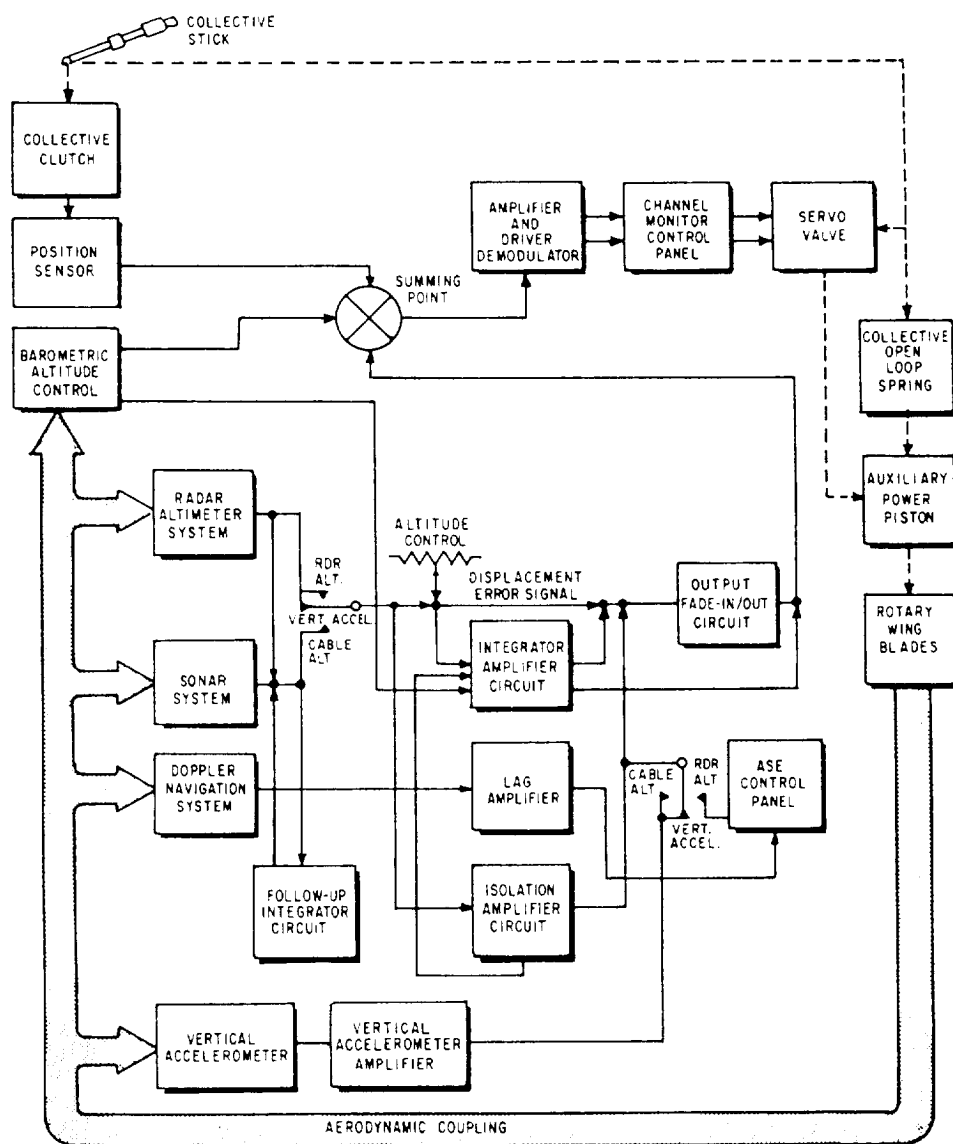 COLLECTIVE
STICK
COLLECTIVE
CLUTCH
POSITION
SENSOR
BAROMETRIC
ALTITUDE
CONTROL
SUMMING
POINT
AMPLIFIER
AND
DRIVER
DEMODULATOR
CHANNEL
MONITOR
CONTROL
PANEL
SERVO
VALVE
COLLECTIVE
OPEN
LOOP
SPRING
AUXILIARY-
POWER
PISTON
ROTARY
WING
BLADES
RADAR
ALTIMETER
SYSTEM
RDR
ALT.
VERT. ACCEL.
CABLE
ALT
ALTITUDE
CONTROL
DISPLACEMENT
ERROR SIGNAL
OUTPUT
FADE-IN/OUT
CIRCUIT
SONAR
SYSTEM
INTEGRATOR
AMPLIFIER
CIRCUIT
DOPPLER
NAVIGATION
SYSTEM
LAG
AMPLIFIER
CABLE
ALT
RDR
ALT
VERT.
ACCEL.
ASE
CONTROL
PANEL
FOLLOW-UP
INTEGRATOR
CIRCUIT
ISOLATION
AMPLIFIER
CIRCUIT
VERTICAL
ACCELEROMETER
VERTICAL
ACCELEROMETER
AMPLIFIER
AERODYNAMIC COUPLING